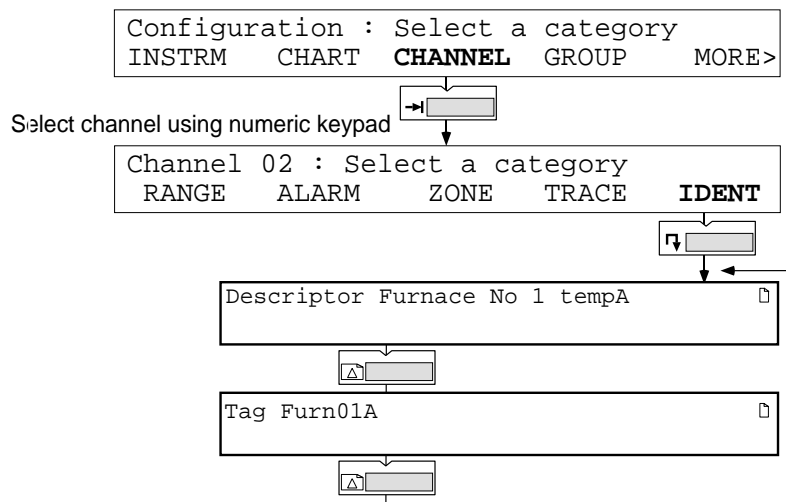 Configuration : Select a category
INSTRM CHART CHANNEL GROUP MORE>
Select channel using numeric keypad
Channel 02 : Select a category
RANGE ALARM ZONE TRACE IDENT
Descriptor Furnace No 1 tempA
Tag Furn01A